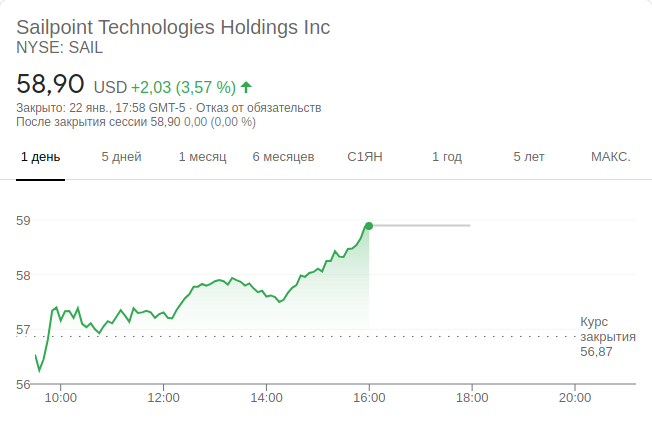 Sailpoint Technologies Holdings Inc
NYSE: SAIL
58,90 USD +2,03 (3,57 %)
Закрыто: 22 янв., 17:58 GMT-5 · Отказ от обязательств
После закрытия сессии 58,90 0,00 (0,00 %)
1 день 5 дней 1 месяц 6 месяцев С1ЯН 1 год 5 лет МАКС.
59
58
57
56
Курс
закрытия
56,87
10:00 12:00 14:00 16:00 18:00 20:00